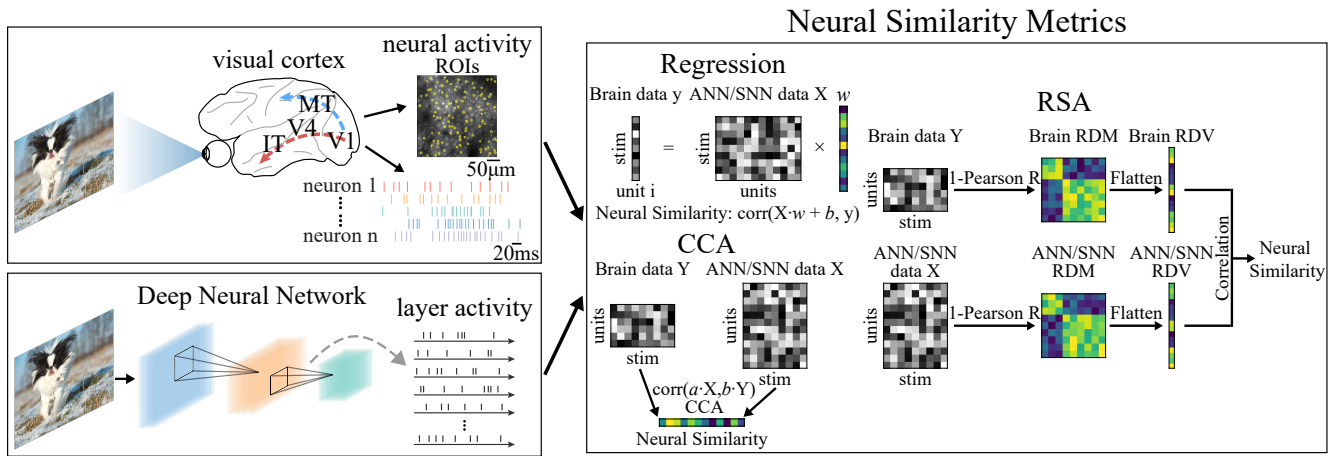 Neural Similarity Metrics
visual cortex
neural activity
ROIs
MT
V4
IT
V1
50μm
neuron 1
neuron n
20ms
Deep Neural Network
layer activity
Regression
Brain data y
ANN/SNN data X
w
stim
=
stim
×
unit i
units
Neural Similarity: corr(X·w + b, y)
CCA
Brain data Y
ANN/SNN data X
units
units
stim
stim
corr(a·X,b·Y)
CCA
Neural Similarity
RSA
Brain data Y
Brain RDM
Brain RDV
units
1-Pearson R
Flatten
stim
ANN/SNN
data X
ANN/SNN
RDM
ANN/SNN
RDV
units
1-Pearson R
Flatten
stim
Correlation
Neural
Similarity